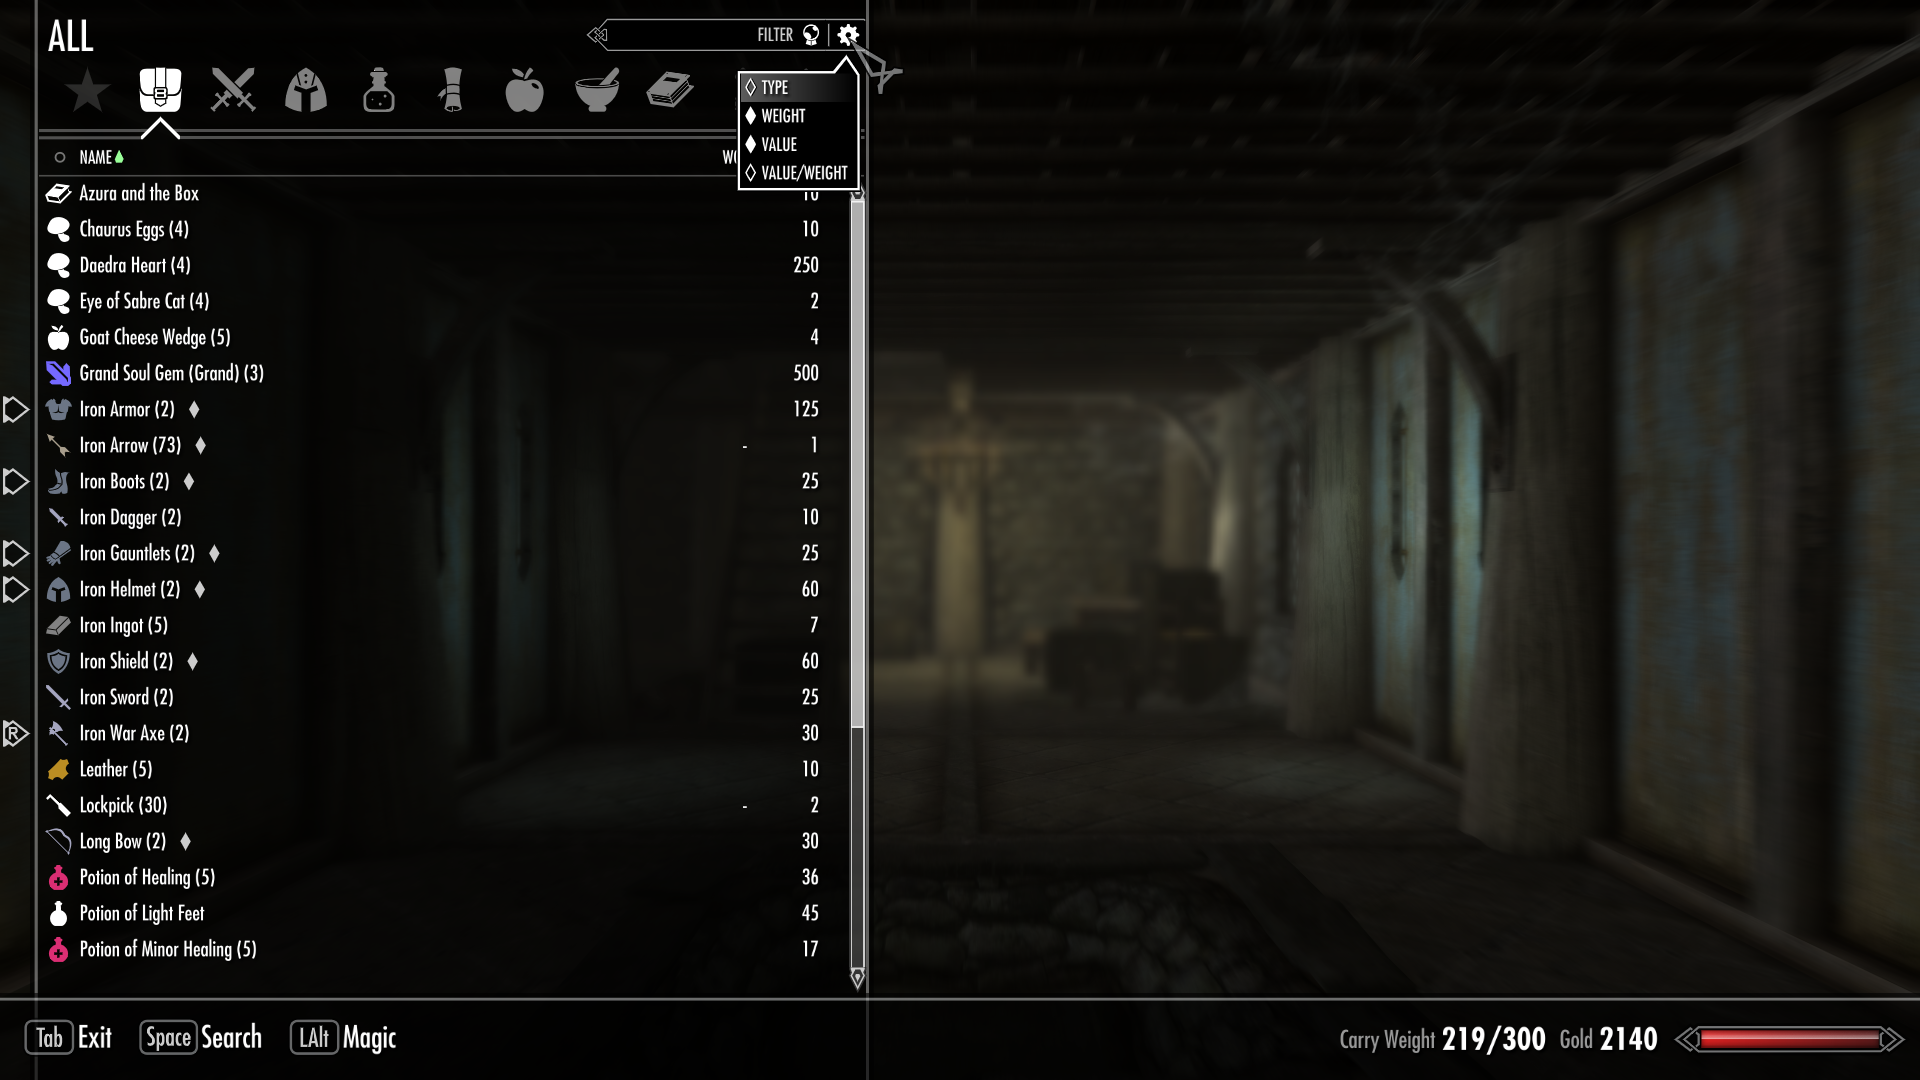 ALL
FILTER
TYPE
WEIGHT
VALUE
VALUE/WEIGHT
NAME
Azura and the Box 10
Chaurus Eggs (4) 10
Daedra Heart (4) 250
Eye of Sabre Cat (4) 2
Goat Cheese Wedge (5) 4
Grand Soul Gem (Grand) (3) 500
Iron Armor (2) 125
Iron Arrow (73) - 1
Iron Boots (2) 25
Iron Dagger (2) 10
Iron Gauntlets (2) 25
Iron Helmet (2) 60
Iron Ingot (5) 7
Iron Shield (2) 60
Iron Sword (2) 25
R Iron War Axe (2) 30
Leather (5) 10
Lockpick (30) - 2
Long Bow (2) 30
Potion of Healing (5) 36
Potion of Light Feet 45
Potion of Minor Healing (5) 17
Tab Exit Space Search LAlt Magic Carry Weight 219/300 Gold 2140